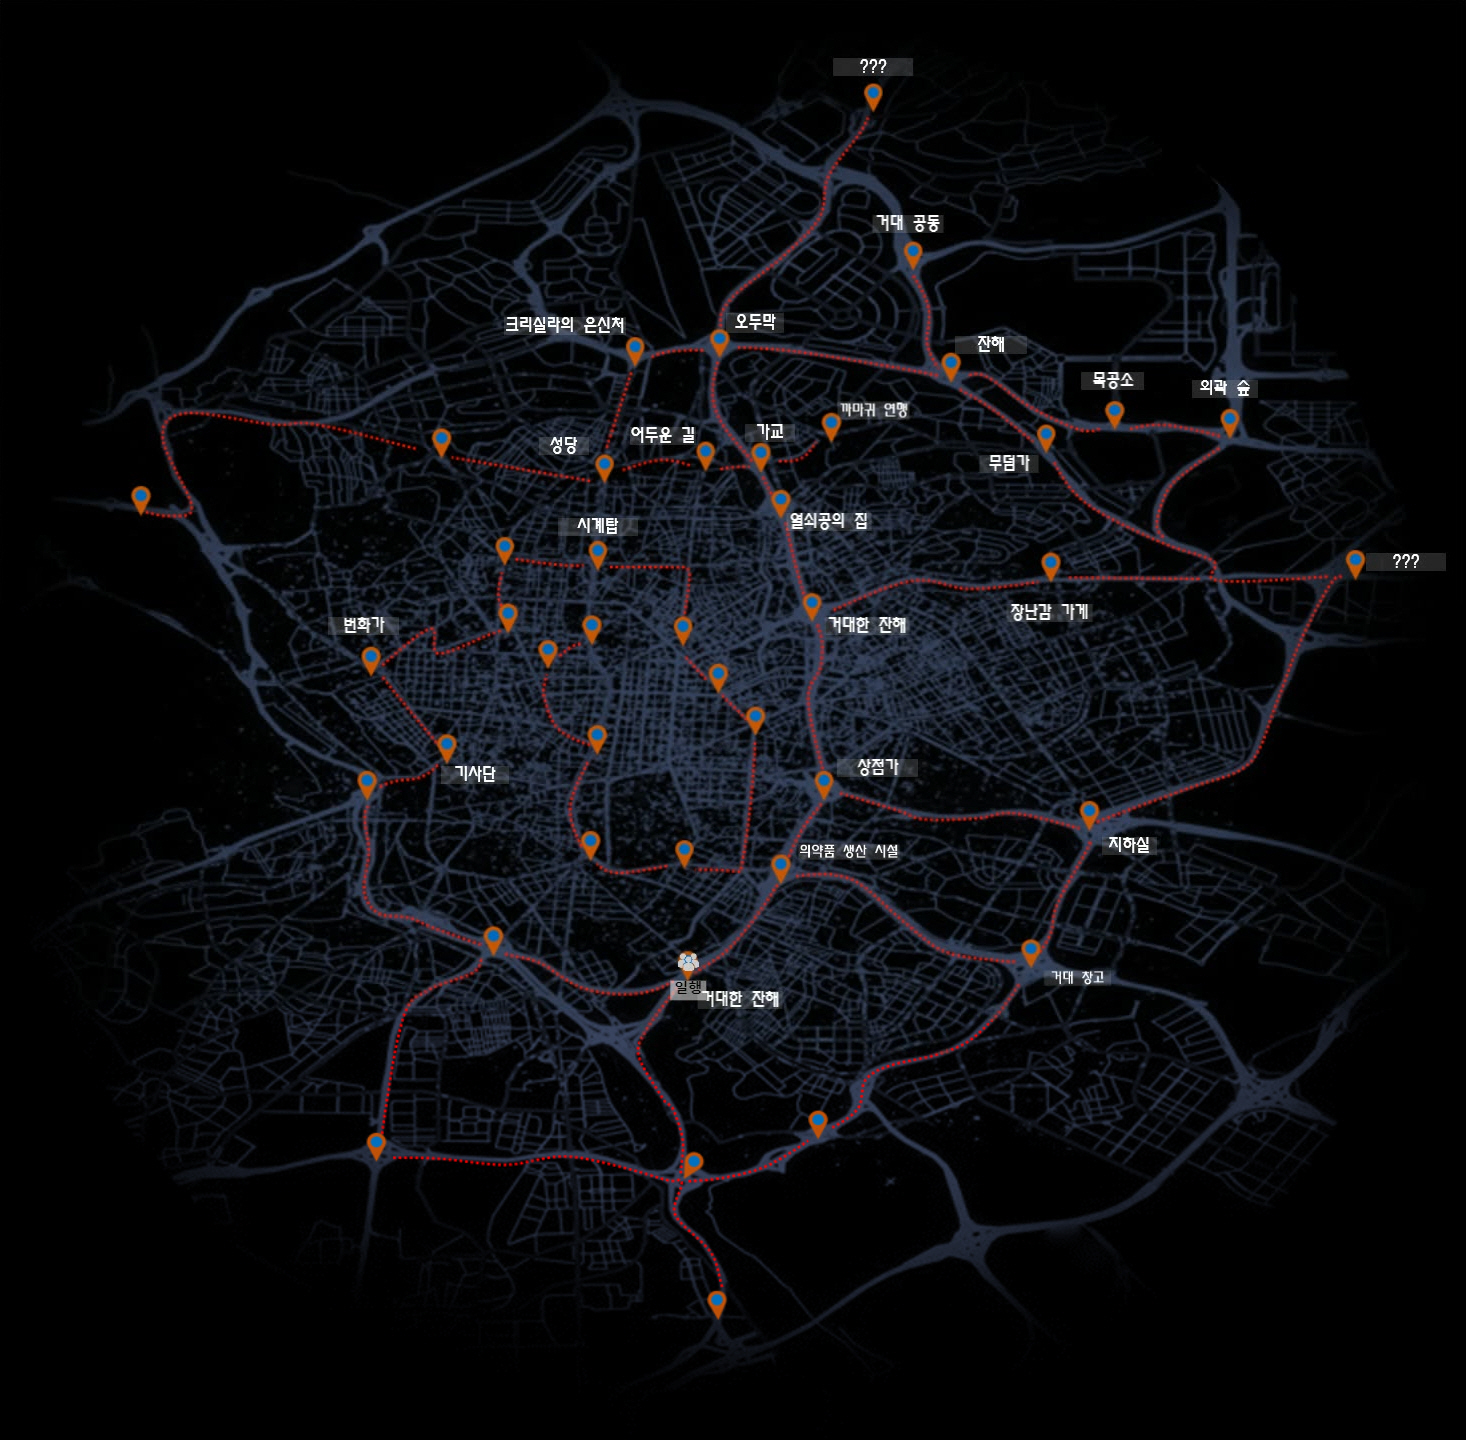 ???
거대 공동
크리실라의 은신처
오두막
잔해
목공소
외곽 숲
까마귀 연맹
성당
어두운 길
가교
무덤가
열쇠공의 집
시계탑
???
장난감 가게
번화가
거대한 잔해
상점가
기사단
지하실
의약품 생산 시설
거대 창고
일행
거대한 잔해